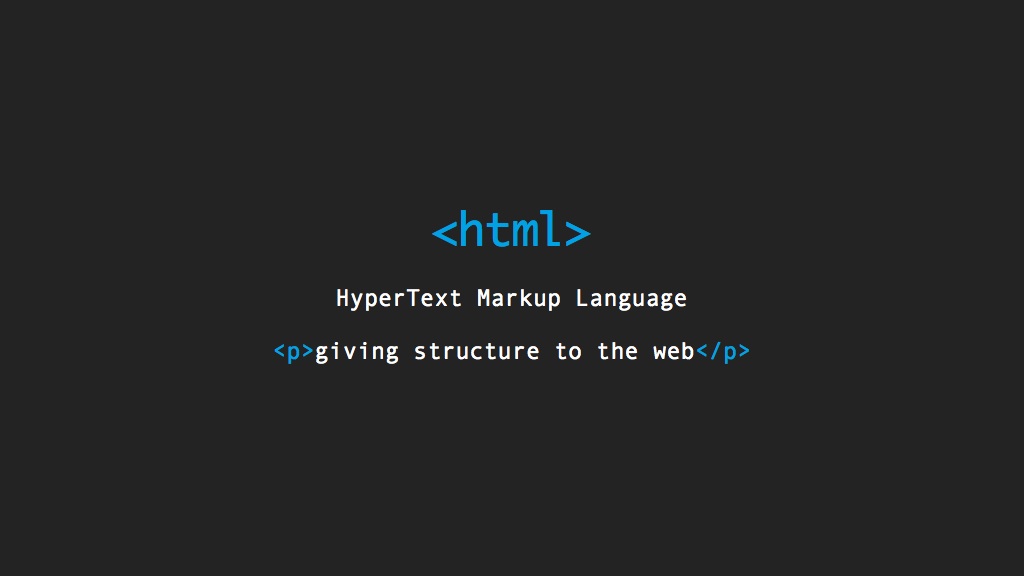 <html>
HyperText Markup Language
<p>giving structure to the web</p>